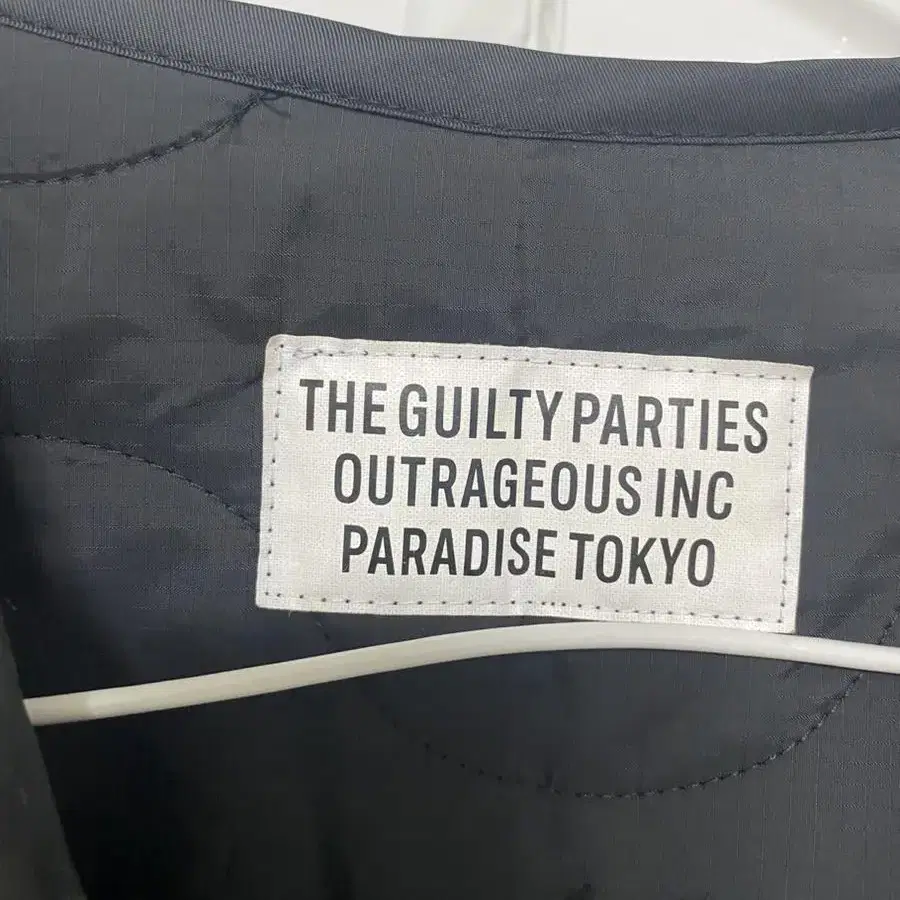 THE GUILTY PARTIES
OUTRAGEOUS INC
PARADISE TOKYO